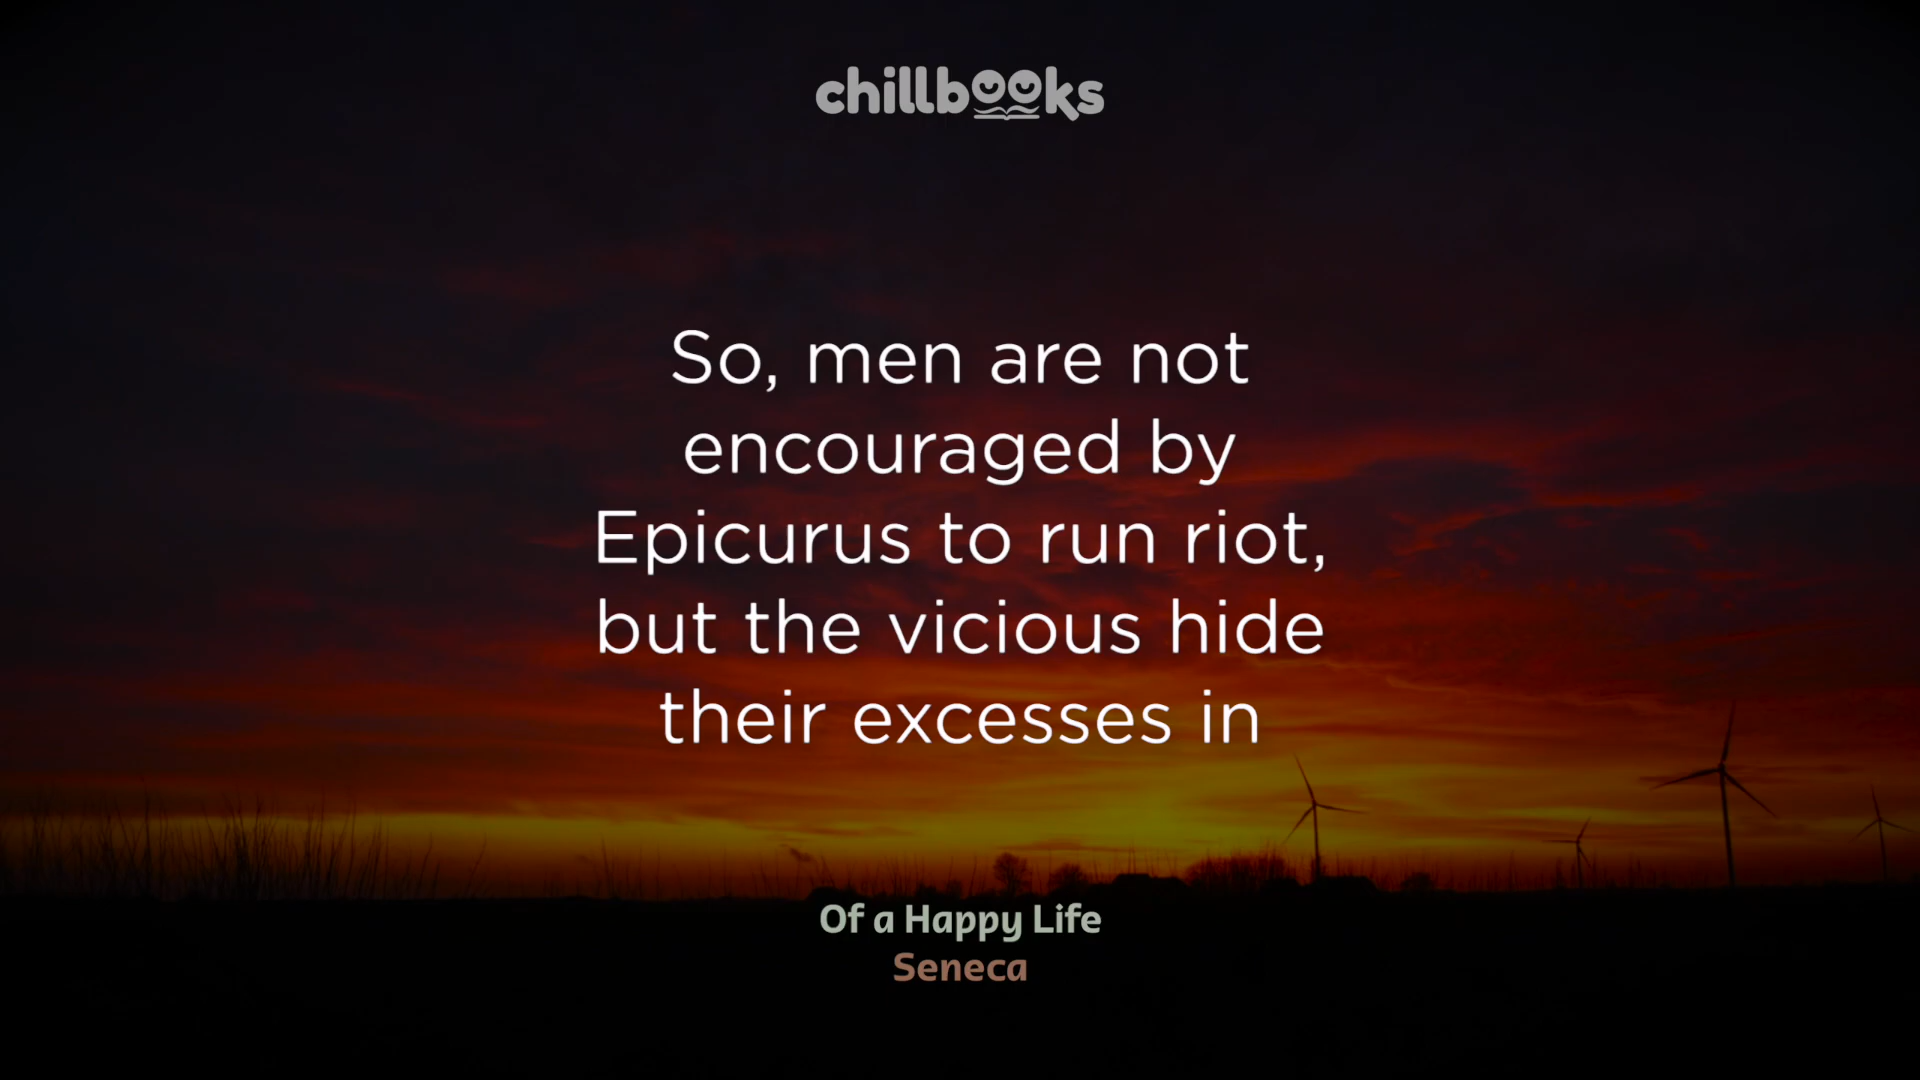 chillbooks
So, men are not
encouraged by
Epicurus to run riot,
but the vicious hide
their excesses in
Of a Happy Life
Seneca